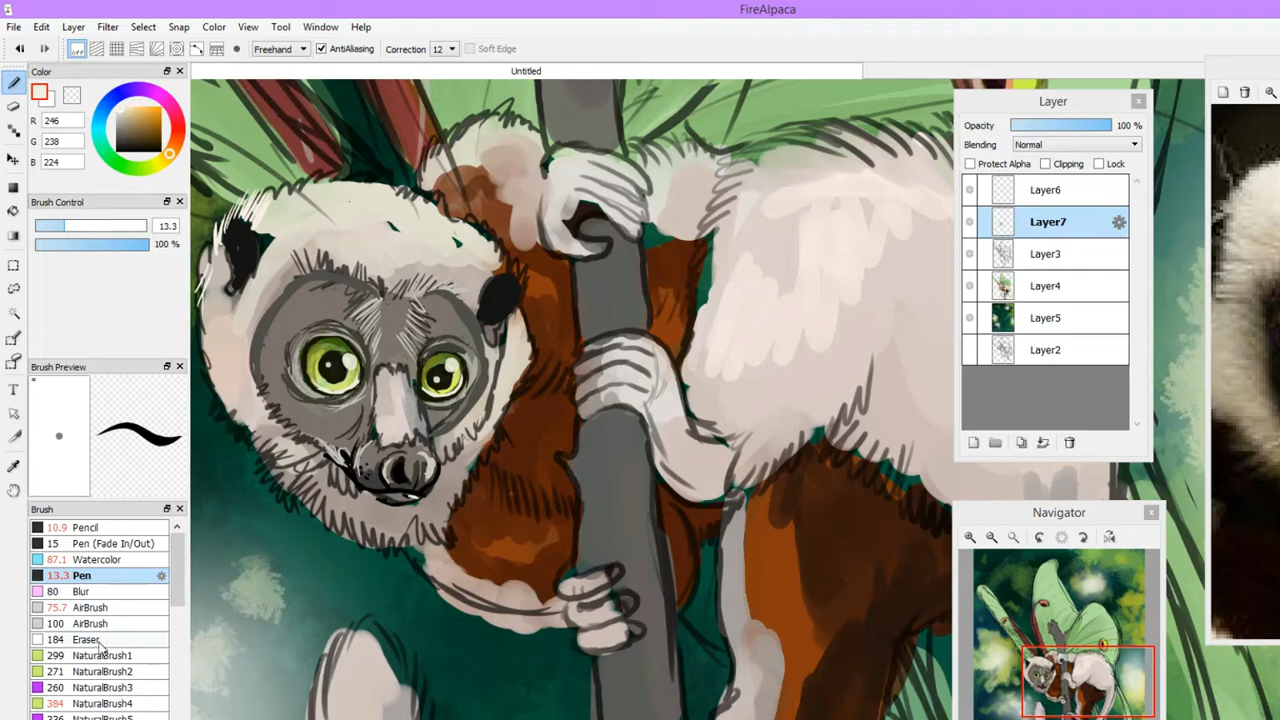 FireAlpaca
File Edit Layer Filter Select Snap Color View Tool Window Help
off Freehand AntiAliasing Correction 12 Soft Edge
Color
Untitled
R 246
G 238
B 224
Brush Control
13.3
100 %
Brush Preview
*
Brush
10.9 Pencil
15 Pen (Fade In/Out)
87.1 Watercolor
13.3 Pen
80 Blur
75.7 AirBrush
100 AirBrush
184 Eraser
299 NaturalBrush1
271 NaturalBrush2
260 NaturalBrush3
384 NaturalBrush4
336 NaturalBrush5
Layer
Opacity 100 %
Blending Normal
Protect Alpha Clipping Lock
Layer6
Layer7
Layer3
Layer4
Layer5
Layer2
Navigator